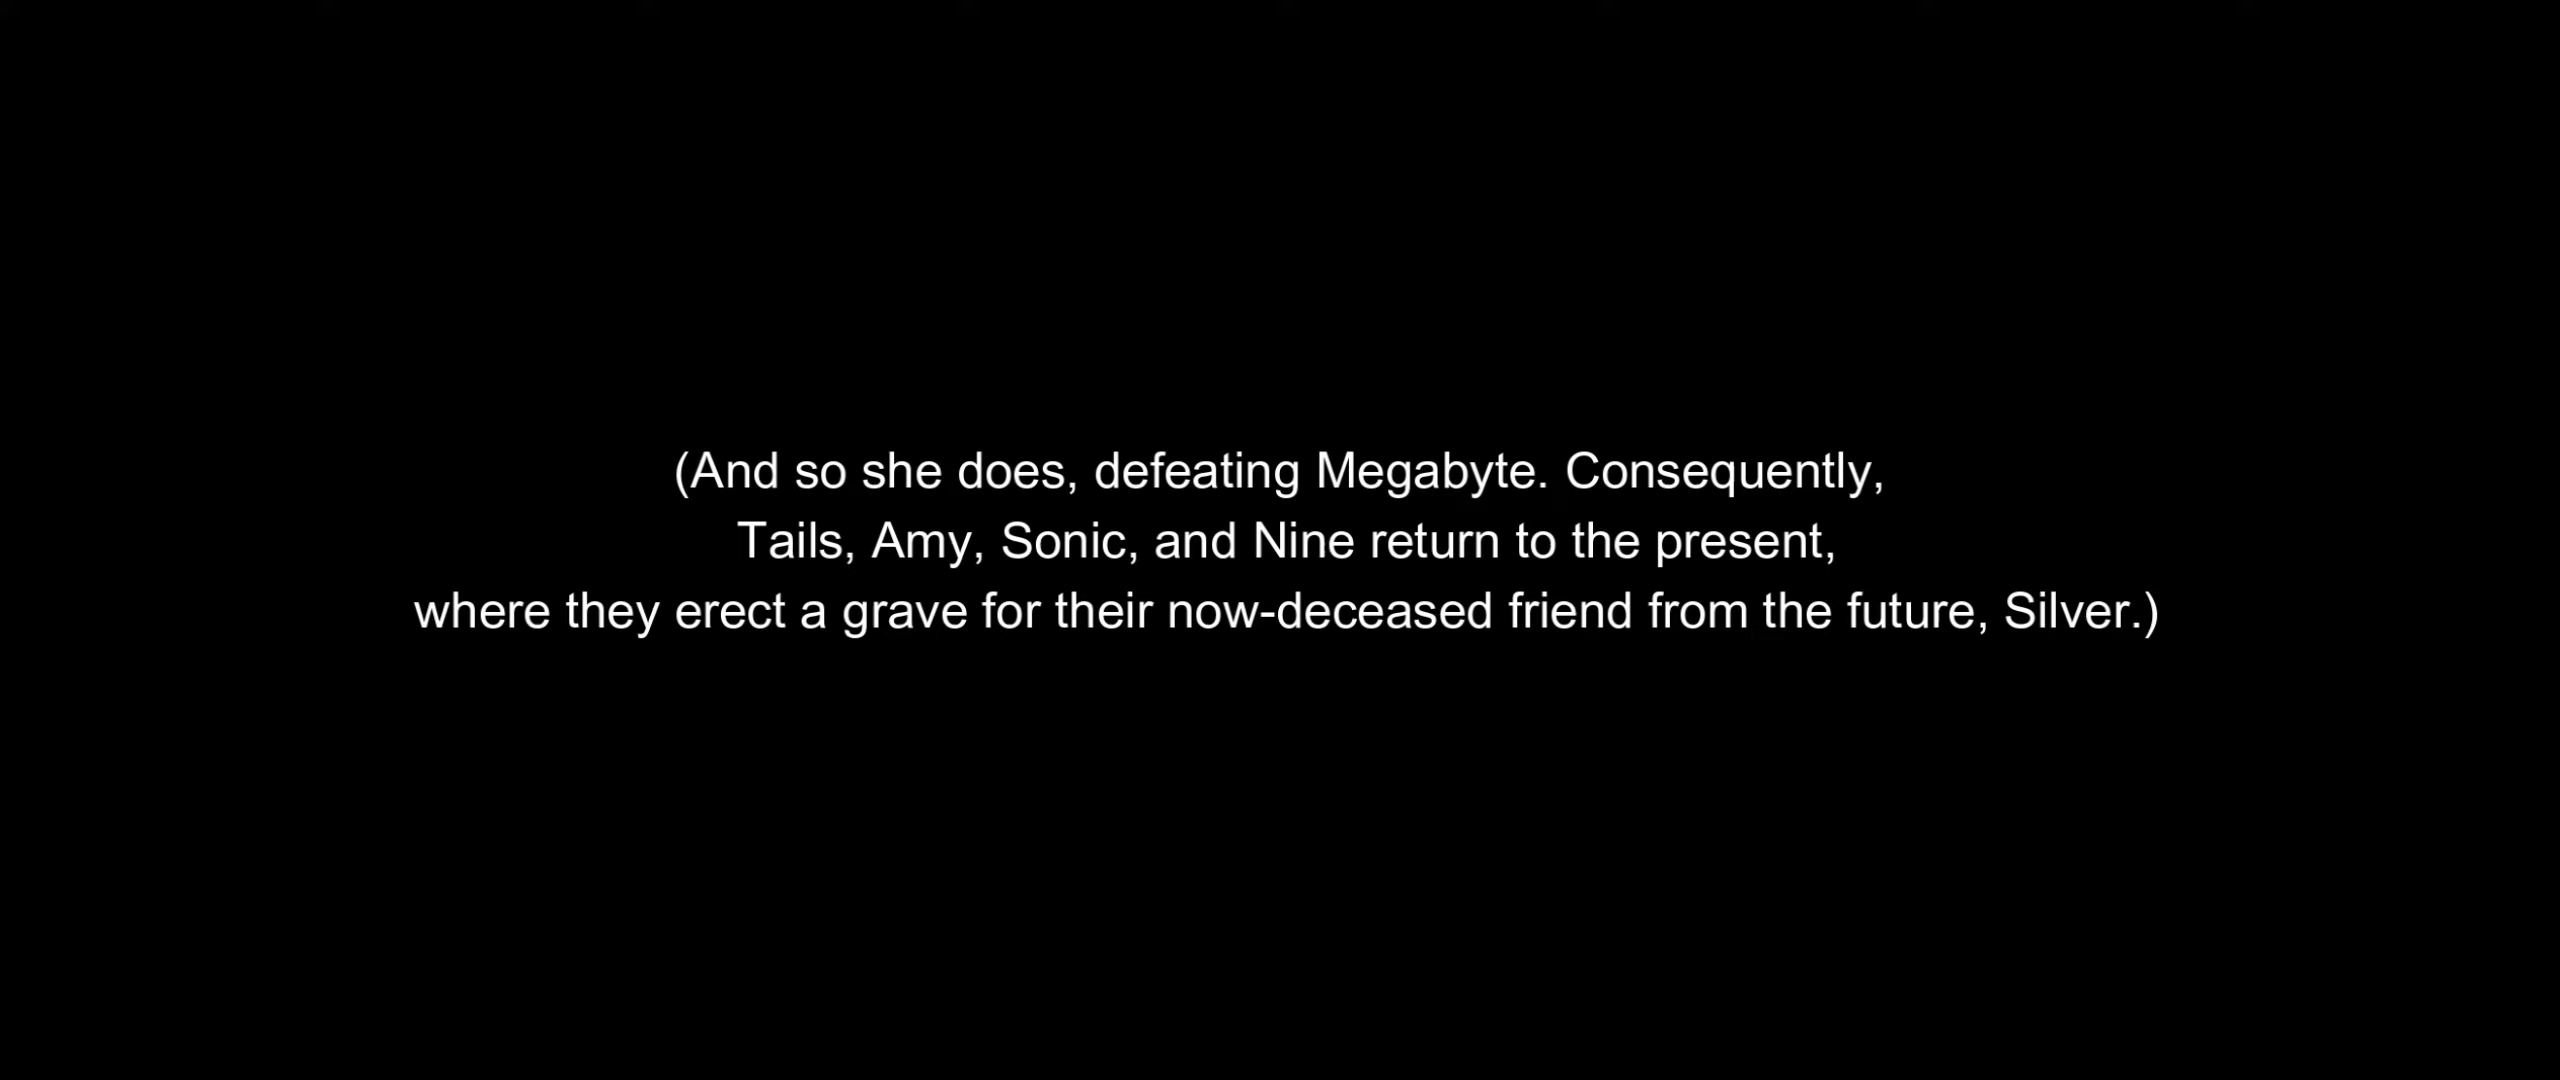 (And so she does, defeating Megabyte. Consequently,
Tails, Amy, Sonic, and Nine return to the present,
where they erect a grave for their now-deceased friend from the future, Silver.)